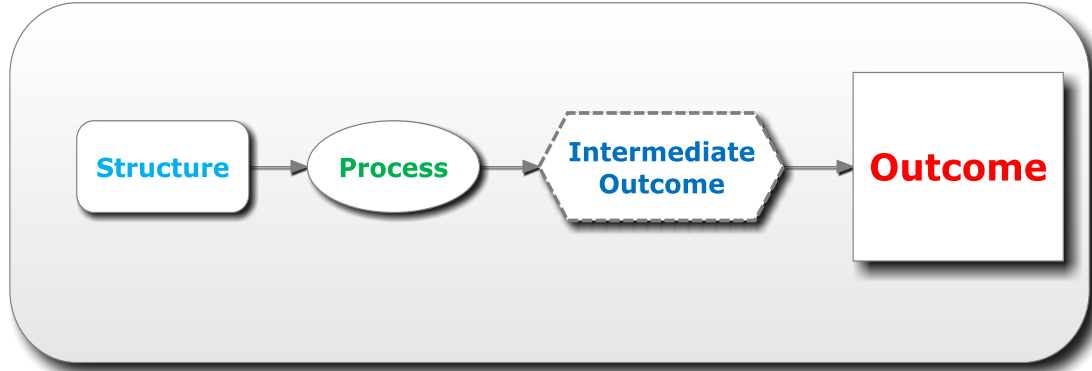 Structure
Process
Intermediate
Outcome
Outcome